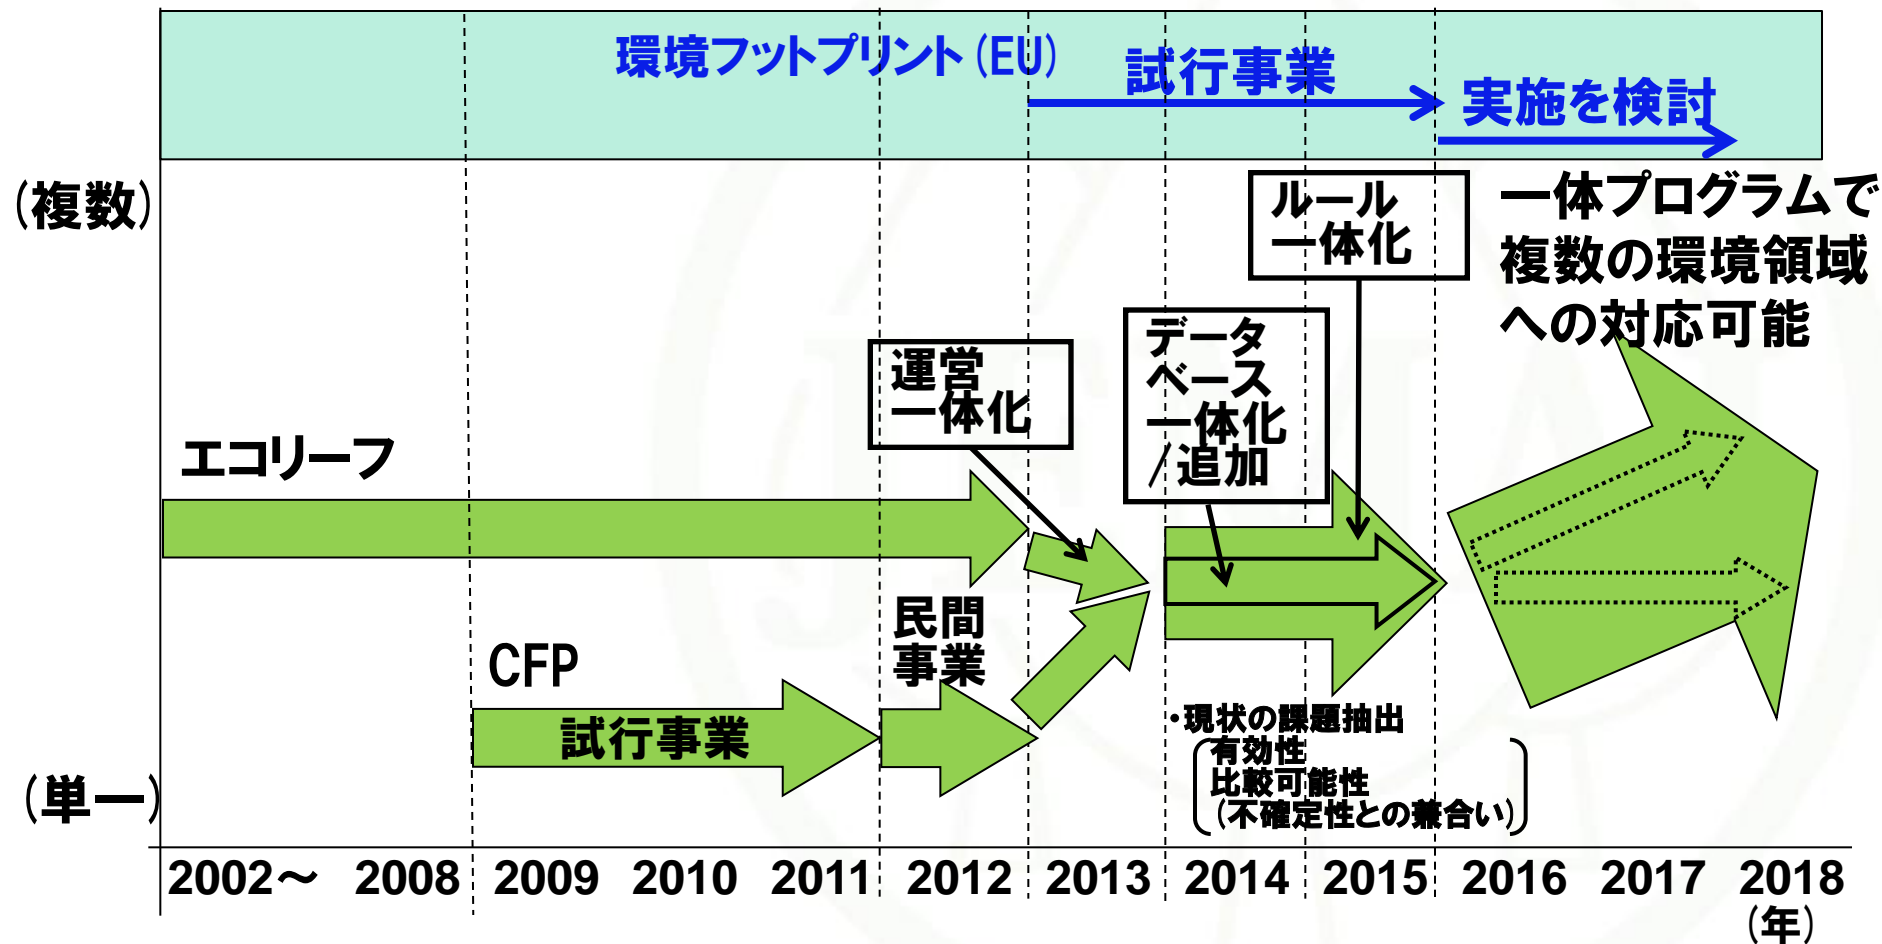 環境フットプリント（EU）
試行事業
実施を検討
（複数）
ルール
一体化
一体プログラムで
複数の環境領域
への対応可能
データ
ベース
一体化
/追加
運営
一体化
エコリーフ
民間
事業
CFP
試行事業
・現状の課題抽出
有効性
比較可能性
（不確定性との兼合い）
（単一）
2002～ 2008 2009 2010 2011 2012 2013 2014 2015 2016 2017 2018
（年）